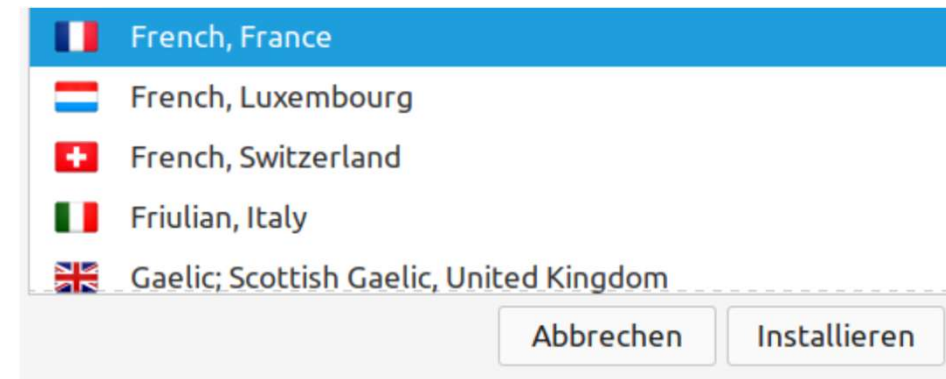 French, France
French, Luxembourg
French, Switzerland
Friulian, Italy
Gaelic; Scottish Gaelic, United Kingdom
Abbrechen Installieren